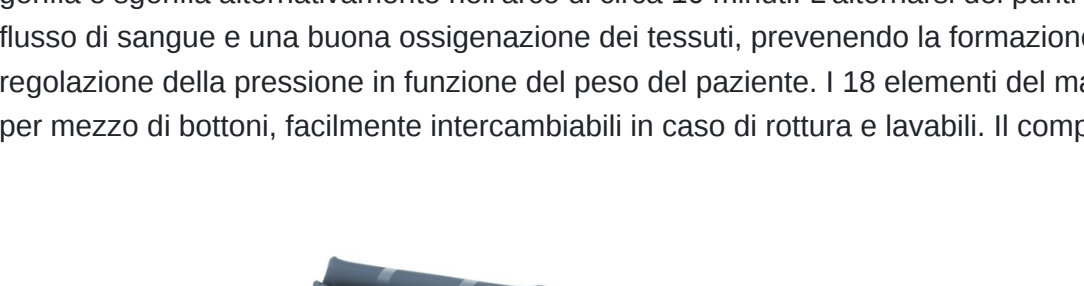 gonfia e sgonfia alternativamente nell'arco di circa 10 minuti. L'alternarsi dei punti
flusso di sangue e una buona ossigenazione dei tessuti, prevenendo la formazione
regolazione della pressione in funzione del peso del paziente. I 18 elementi del ma
per mezzo di bottoni, facilmente intercambiabili in caso di rottura e lavabili. Il comp